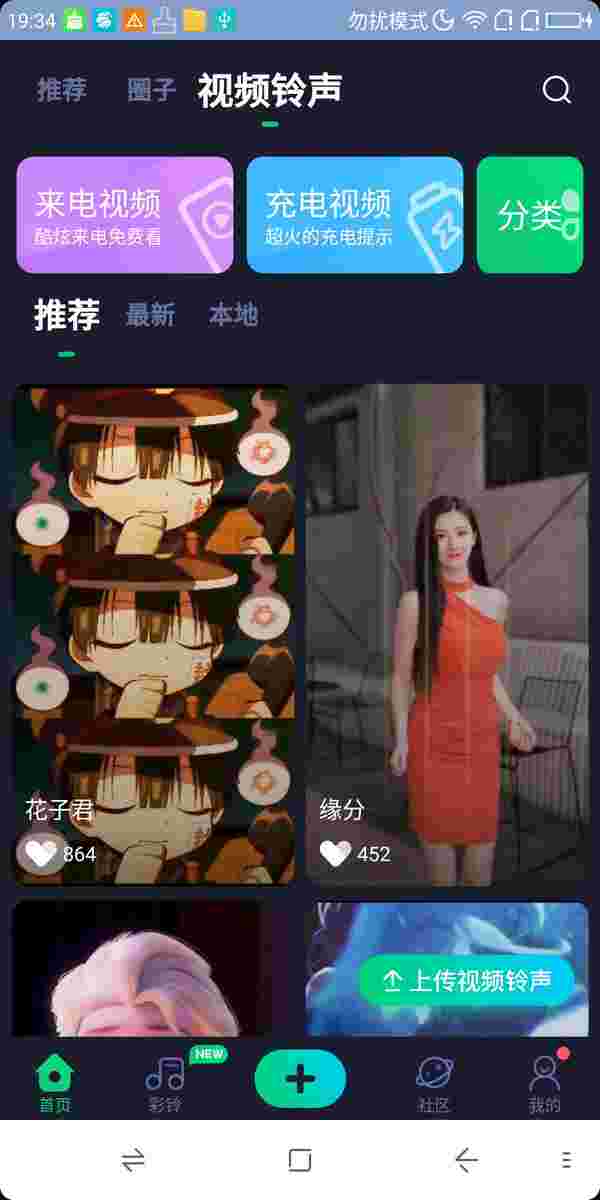 19:34 勿扰模式
推荐 圈子 视频铃声
来电视频
酷炫来电免费看
充电视频
超火的充电提示
分类
推荐 最新 本地
花子君
864
缘分
452
上传视频铃声
NEW
首页 彩铃 社区 我的